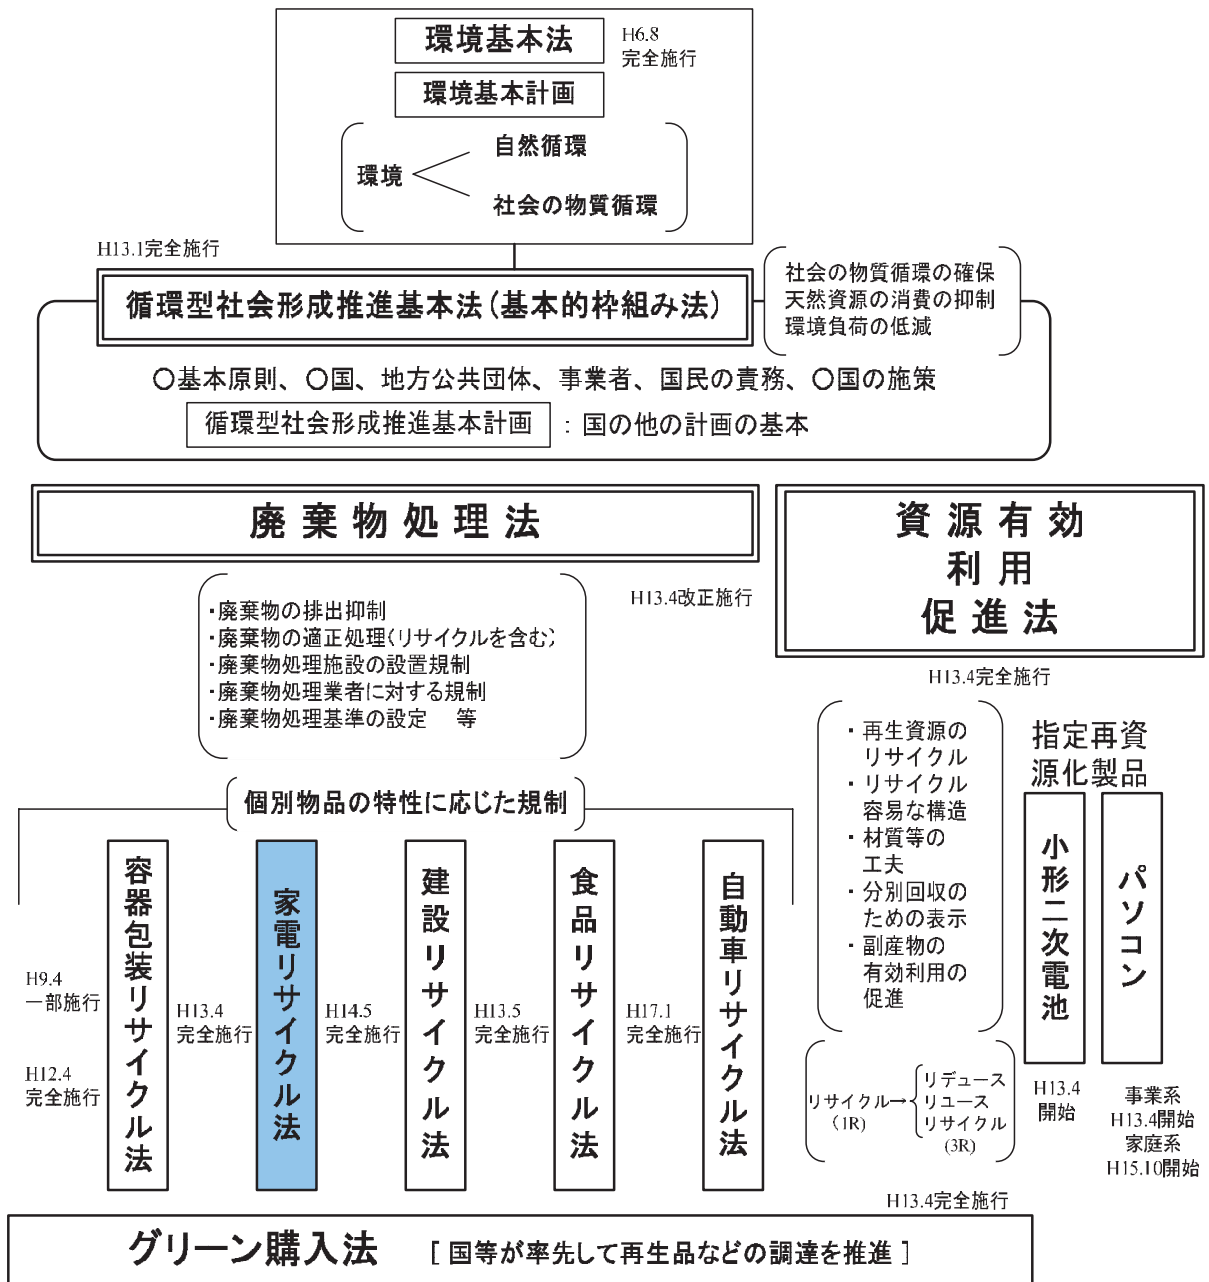 環境基本法
H6.8
完全施行
環境基本計画
環境
自然循環
社会の物質循環
H13.1完全施行
循環型社会形成推進基本法（基本的枠組み法）
社会の物質循環の確保
天然資源の消費の抑制
環境負荷の低減
〇基本原則、〇国、地方公共団体、事業者、国民の責務、〇国の施策
循環型社会形成推進基本計画 ：国の他の計画の基本
廃棄物処理法
H13.4改正施行
・廃棄物の排出抑制
・廃棄物の適正処理（リサイクルを含む）
・廃棄物処理施設の設置規制
・廃棄物処理業者に対する規制
・廃棄物処理基準の設定　等
資源有効
利用
促進法
H13.4完全施行
・再生資源の
リサイクル
・リサイクル
容易な構造
・材質等の
工夫
・分別回収の
ための表示
・副産物の
有効利用の
促進
リサイクル→
（1R）
リデュース
リユース
リサイクル
(3R)
指定再資
源化製品
小形二次電池
H13.4
開始
パソコン
事業系
H13.4開始
家庭系
H15.10開始
個別物品の特性に応じた規制
H9.4
一部施行
H12.4
完全施行
容器包装リサイクル法
H13.4
完全施行
家電リサイクル法
H14.5
完全施行
建設リサイクル法
H13.5
完全施行
食品リサイクル法
H17.1
完全施行
自動車リサイクル法
H13.4完全施行
グリーン購入法　［国等が率先して再生品などの調達を推進］